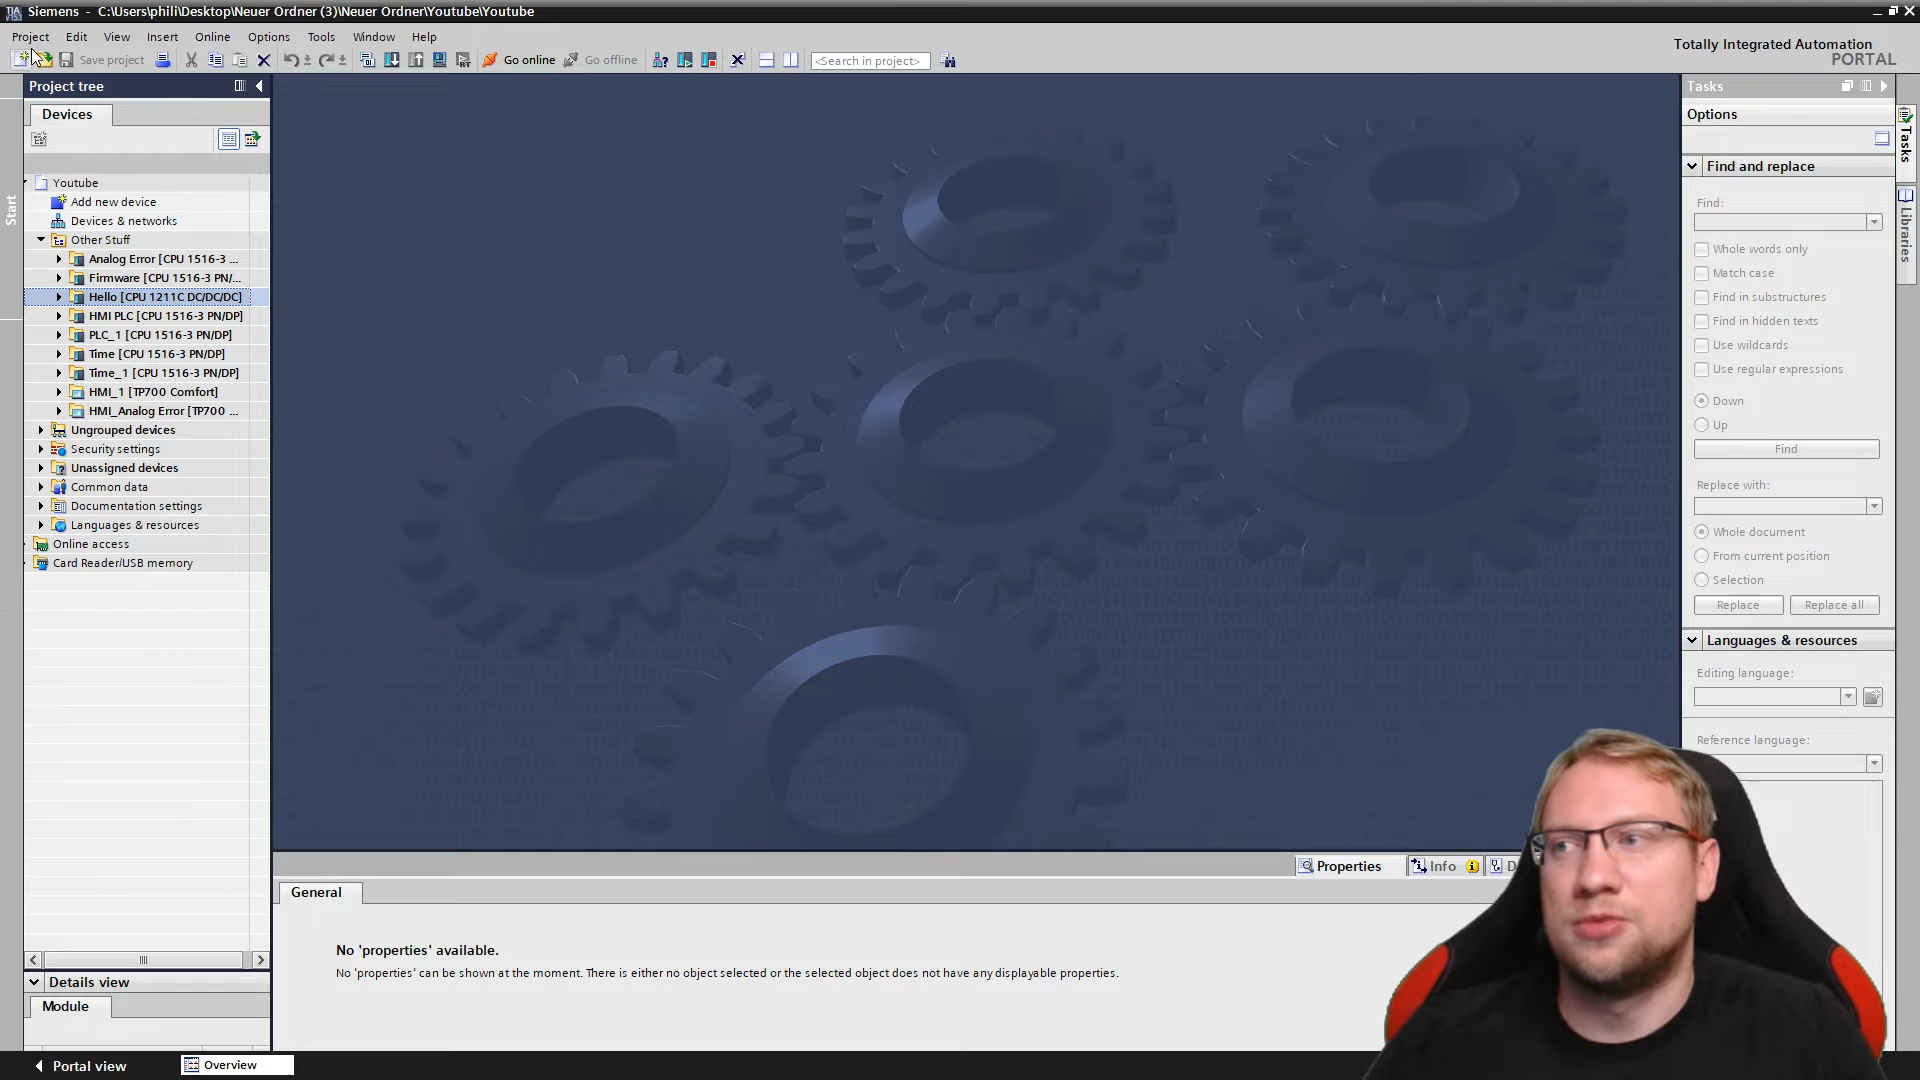 Siemens - C:\Users\phili\Desktop\Neuer Ordner (3)\Neuer Ordner\Youtube\Youtube
Project Edit View Insert Online Options Tools Window Help
Save project Go online Go offline <Search in project>
Totally Integrated Automation
PORTAL
Project tree
Devices
Start
Youtube
Add new device
Devices & networks
Other Stuff
Analog Error [CPU 1516-3 ...
Firmware [CPU 1516-3 PN/...
Hello [CPU 1211C DC/DC/DC]
HMI PLC [CPU 1516-3 PN/DP]
PLC_1 [CPU 1516-3 PN/DP]
Time [CPU 1516-3 PN/DP]
Time_1 [CPU 1516-3 PN/DP]
HMI_1 [TP700 Comfort]
HMI_Analog Error [TP700 ...
Ungrouped devices
Security settings
Unassigned devices
Common data
Documentation settings
Languages & resources
Online access
Card Reader/USB memory
Details view
Module
Properties Info
General
No 'properties' available.
No 'properties' can be shown at the moment. There is either no object selected or the selected object does not have any displayable properties.
Tasks
Options
Find and replace
Find:
Whole words only
Match case
Find in substructures
Find in hidden texts
Use wildcards
Use regular expressions
Down
Up
Find
Replace with:
Whole document
From current position
Selection
Replace Replace all
Languages & resources
Editing language:
Reference language:
Tasks
Libraries
Portal view Overview